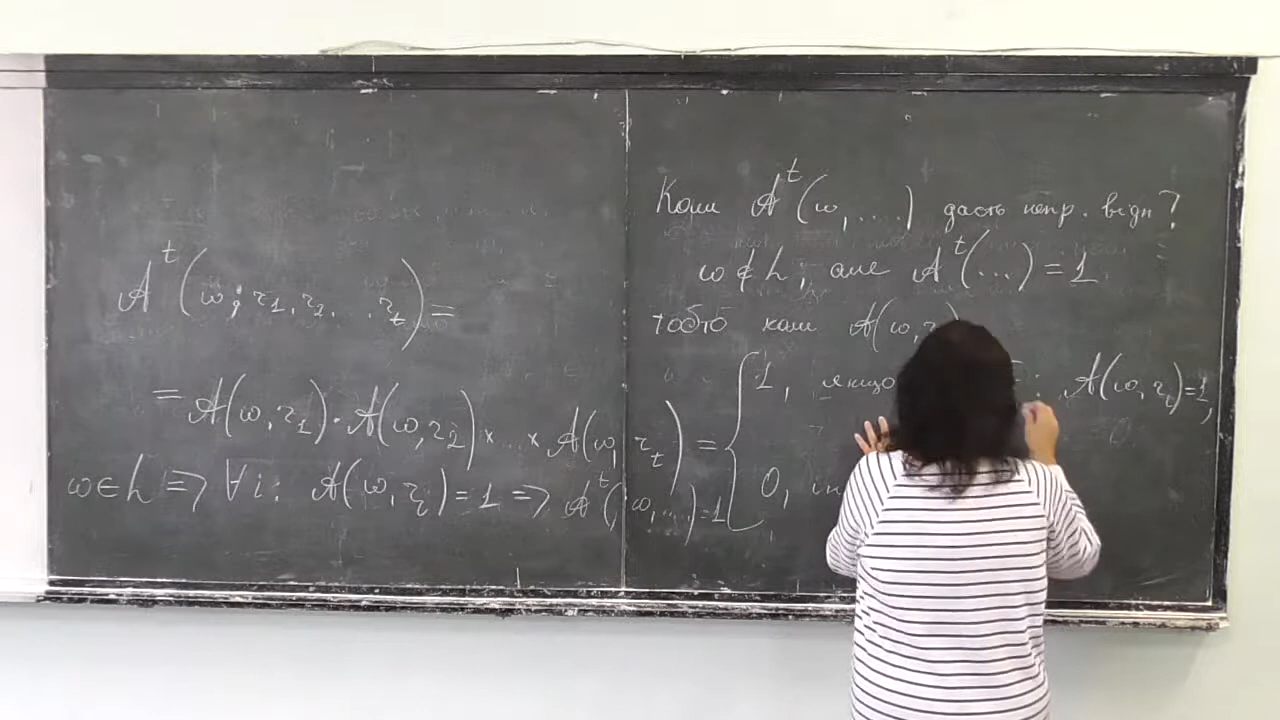 A^t(ω; r_1, r_2, ... r_t) =
= A(ω, r_1) · A(ω, r_2) × ... × A(ω, r_t) = { 1, якщо A(ω, r_i) = 1,
0,
ω ∈ L ⇒ ∀i: A(ω, r_i) = 1 ⇒ A^t(ω, ...) = 1
Коли A^t(ω, ....) дасть непр. відп?
ω ∉ L, але A^t(...) = 1
тобто коли A(ω, r